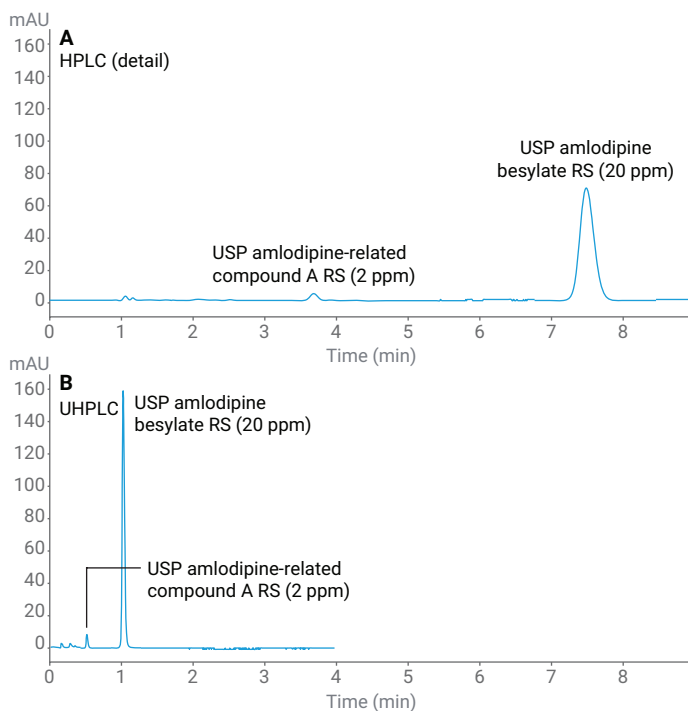 mAU
A
HPLC (detail)
160
140
120
100
80
60
40
20
0
USP amlodipine
besylate RS (20 ppm)
USP amlodipine-related
compound A RS (2 ppm)
0 1 2 3 4 5 6 7 8
Time (min)
mAU
B
UHPLC
160
140
120
100
80
60
40
20
0
USP amlodipine
besylate RS (20 ppm)
USP amlodipine-related
compound A RS (2 ppm)
0 1 2 3 4 5 6 7 8
Time (min)